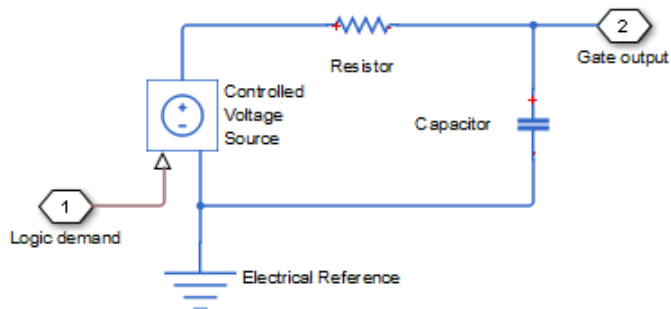 2
Gate output
Resistor
Controlled
Voltage
Source
Capacitor
1
Logic demand
Electrical Reference